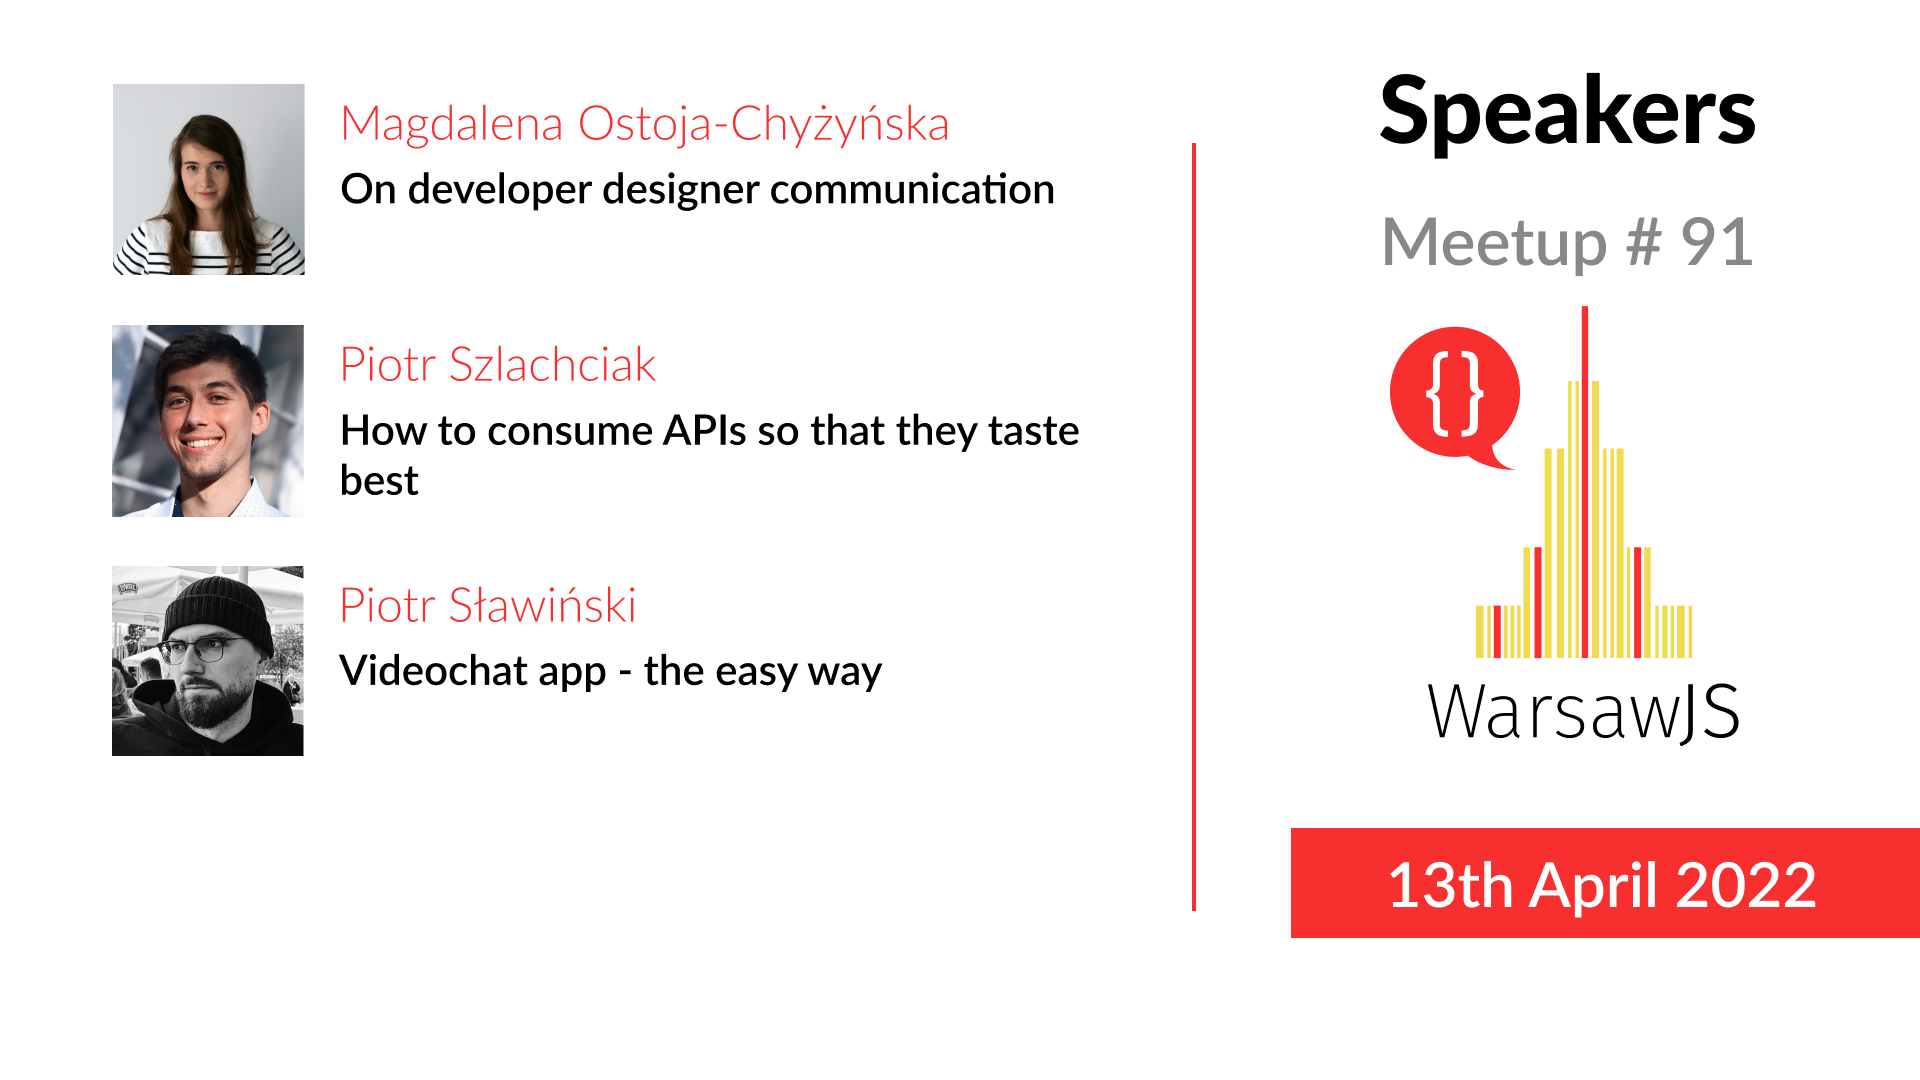 Magdalena Ostoja-Chyżyńska
On developer designer communication
Piotr Szlachciak
How to consume APIs so that they taste
best
Piotr Sławiński
Videochat app - the easy way
Speakers
Meetup # 91
{}
WarsawJS
13th April 2022